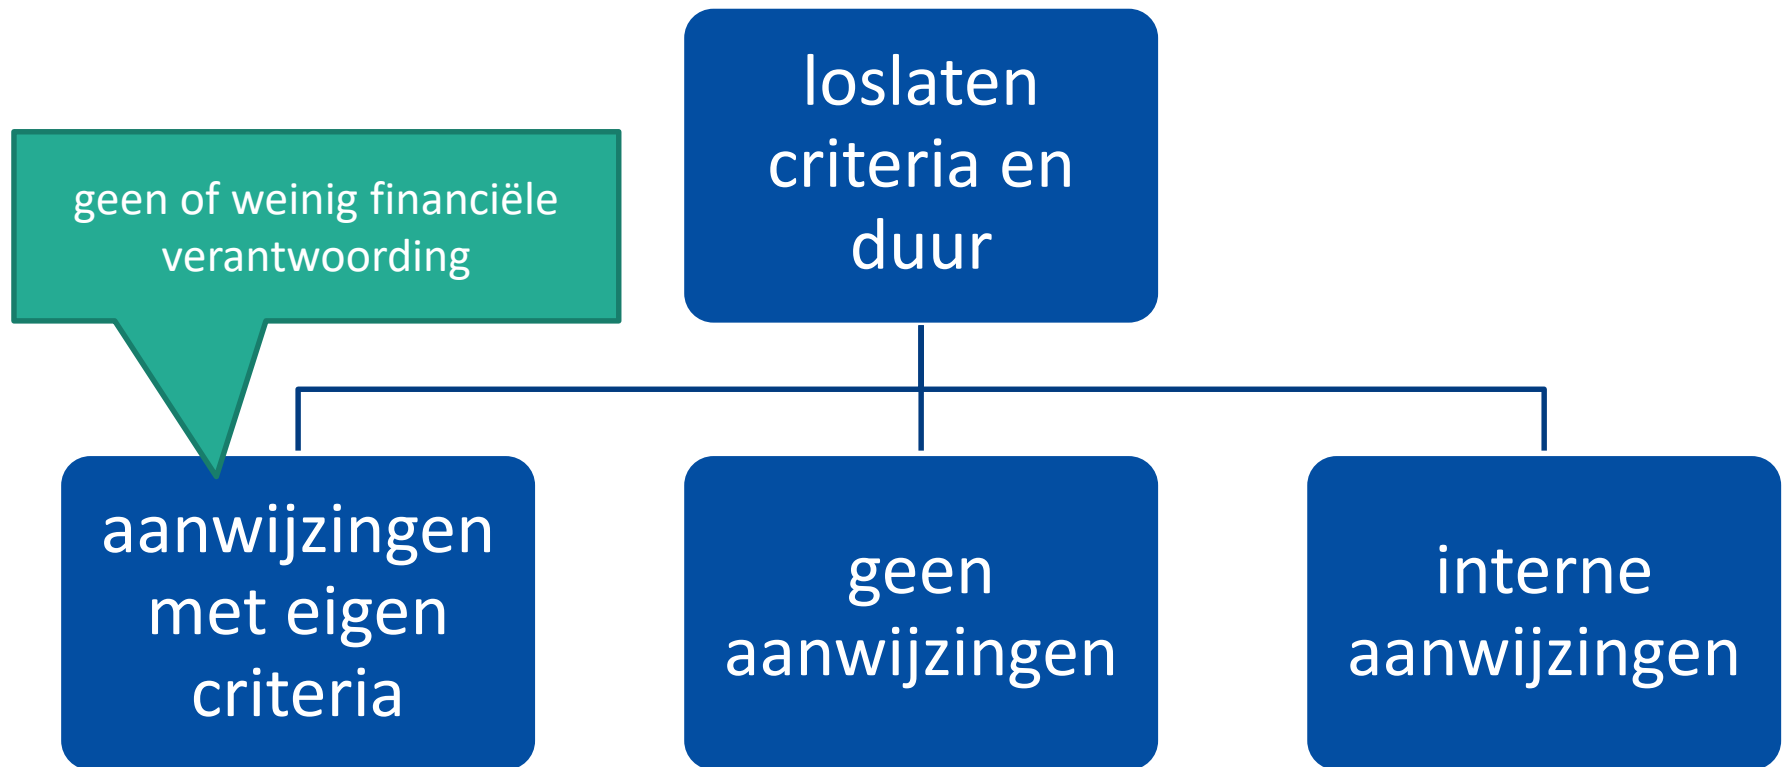 loslaten
criteria en
duur
geen of weinig financiële
verantwoording
aanwijzingen
met eigen
criteria
geen
aanwijzingen
interne
aanwijzingen